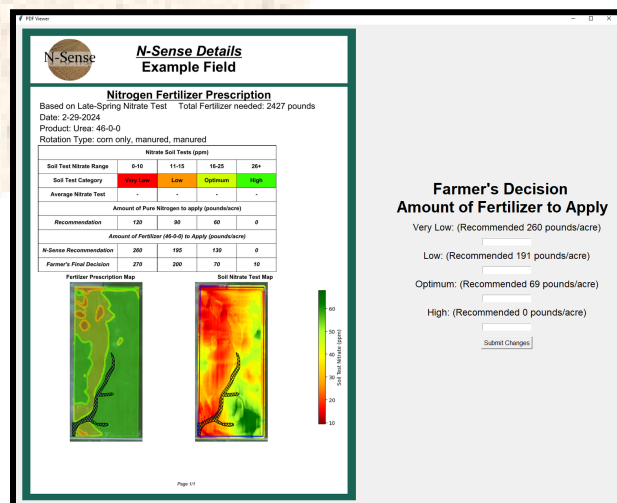 PDF Viewer
N-Sense
N-Sense Details
Example Field
Nitrogen Fertilizer Prescription
Based on Late-Spring Nitrate Test Total Fertilizer needed: 2427 pounds
Date: 2-29-2024
Product: Urea: 46-0-0
Rotation Type: corn only, manured, manured
Nitrate Soil Tests (ppm)
Soil Test Nitrate Range 0-10 11-15 16-25 26+
Soil Test Category Very Low Low Optimum High
Average Nitrate Test - - - -
Amount of Pure Nitrogen to apply (pounds/acre)
Recommendation 120 90 60 0
Amount of Fertilizer (46-0-0) to Apply (pounds/acre)
N-Sense Recommendation 260 195 130 0
Farmer's Final Decision 270 200 70 10
Fertilizer Prescription Map Soil Nitrate Test Map
60
50
40
30
20
10
Soil Test Nitrate (ppm)
Page 1/1
Farmer's Decision
Amount of Fertilizer to Apply
Very Low: (Recommended 260 pounds/acre)
Low: (Recommended 191 pounds/acre)
Optimum: (Recommended 69 pounds/acre)
High: (Recommended 0 pounds/acre)
Submit Changes